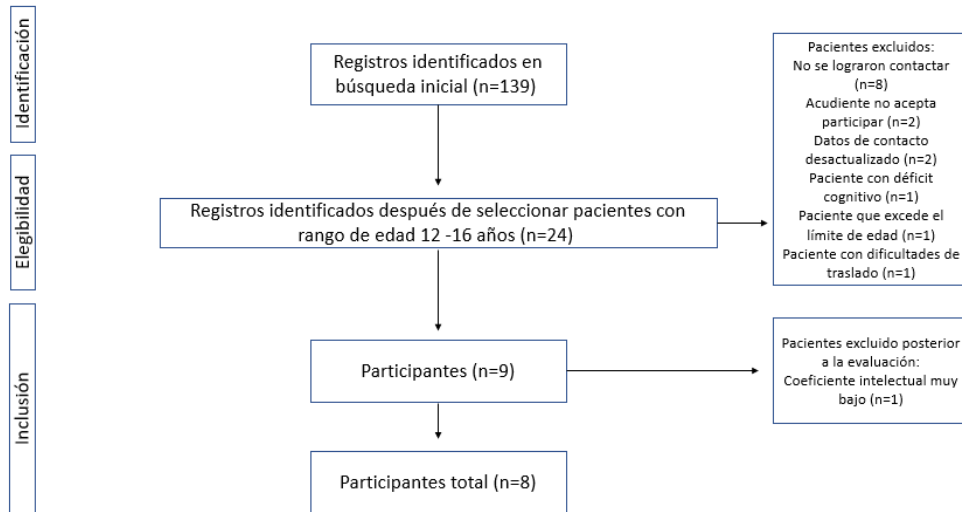 Identificación
Registros identificados en
búsqueda inicial (n=139)
Pacientes excluidos:
No se lograron contactar
(n=8)
Acudiente no acepta
participar (n=2)
Datos de contacto
desactualizado (n=2)
Paciente con déficit
cognitivo (n=1)
Paciente que excede el
límite de edad (n=1)
Paciente con dificultades de
traslado (n=1)
Elegibilidad
Registros identificados después de seleccionar pacientes con
rango de edad 12 -16 años (n=24)
Inclusión
Participantes (n=9)
Pacientes excluido posterior
a la evaluación:
Coeficiente intelectual muy
bajo (n=1)
Participantes total (n=8)